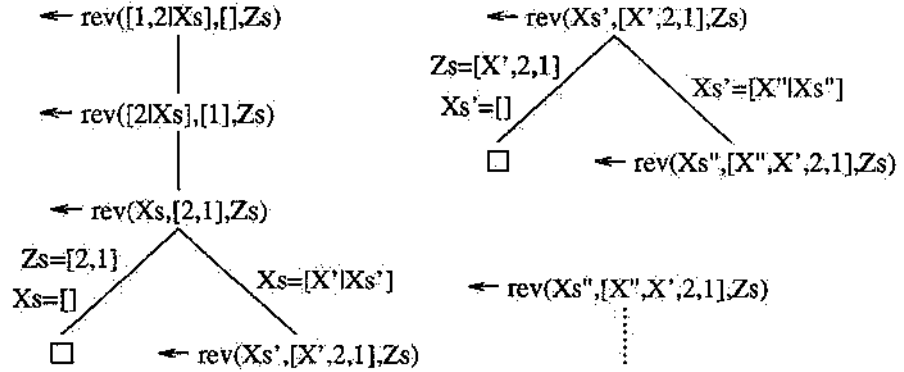 ← rev([1,2|Xs],[],Zs)
← rev([2|Xs],[1],Zs)
← rev(Xs,[2,1],Zs)
Zs=[2,1]
Xs=[]
Xs=[X'|Xs']
□
← rev(Xs',[X',2,1],Zs)
← rev(Xs',[X',2,1],Zs)
Zs=[X',2,1]
Xs'=[]
Xs'=[X"|Xs"]
□
← rev(Xs",[X",X',2,1],Zs)
← rev(Xs",[X",X',2,1],Zs)